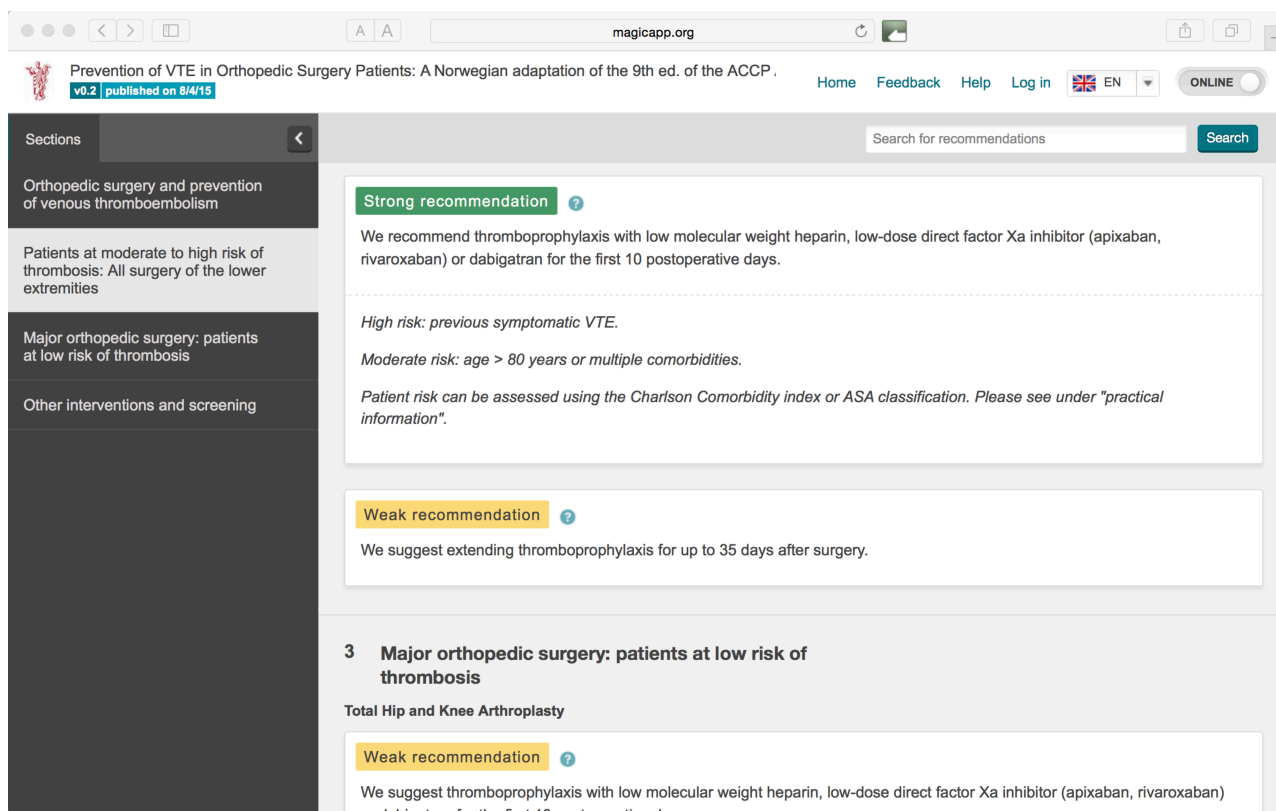 A A
magicapp.org
Prevention of VTE in Orthopedic Surgery Patients: A Norwegian adaptation of the 9th ed. of the ACCP
v0.2 published on 8/4/15
Home Feedback Help Log in EN ONLINE
Sections
Search for recommendations
Search
Orthopedic surgery and prevention
of venous thromboembolism
Patients at moderate to high risk of
thrombosis: All surgery of the lower
extremities
Major orthopedic surgery: patients
at low risk of thrombosis
Other interventions and screening
Strong recommendation ?
We recommend thromboprophylaxis with low molecular weight heparin, low-dose direct factor Xa inhibitor (apixaban,
rivaroxaban) or dabigatran for the first 10 postoperative days.
High risk: previous symptomatic VTE.
Moderate risk: age > 80 years or multiple comorbidities.
Patient risk can be assessed using the Charlson Comorbidity index or ASA classification. Please see under "practical
information".
Weak recommendation ?
We suggest extending thromboprophylaxis for up to 35 days after surgery.
3 Major orthopedic surgery: patients at low risk of
thrombosis
Total Hip and Knee Arthroplasty
Weak recommendation ?
We suggest thromboprophylaxis with low molecular weight heparin, low-dose direct factor Xa inhibitor (apixaban, rivaroxaban)